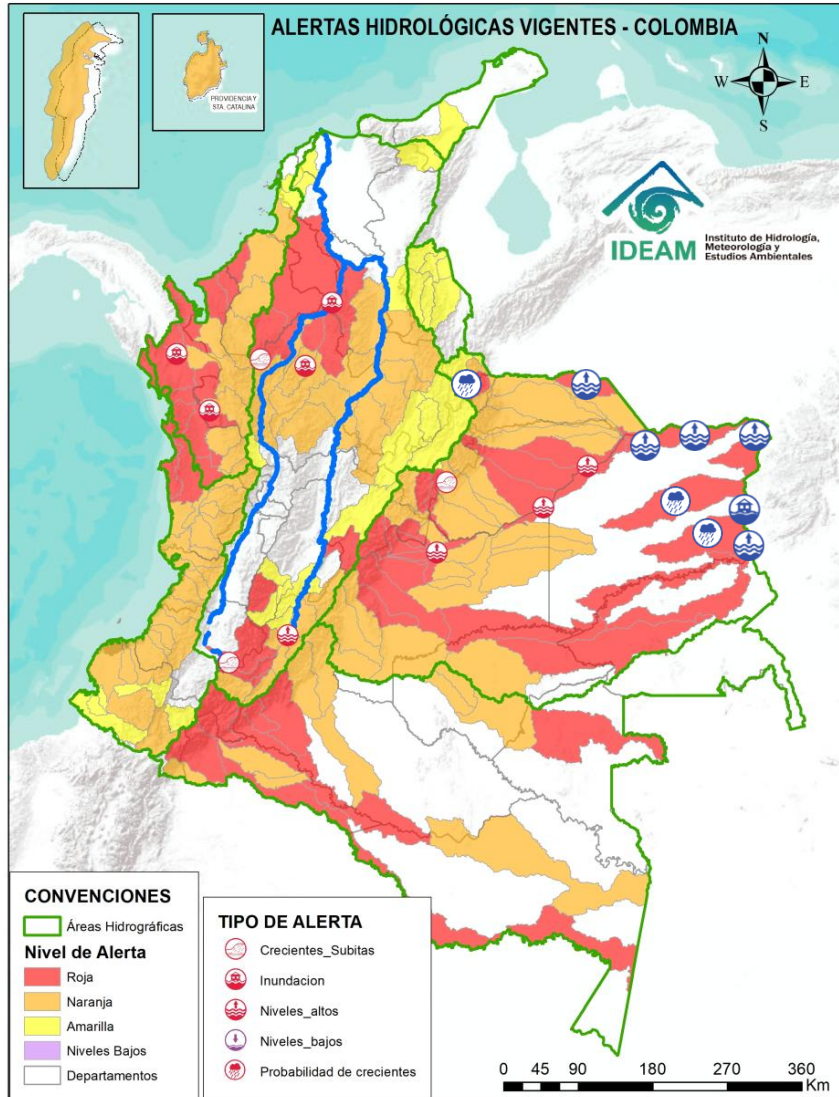 ALERTAS HIDROLÓGICAS VIGENTES - COLOMBIA
PROVIDENCIA Y
STA. CATALINA
N
W
E
S
IDEAM
Instituto de Hidrología,
Meteorología y
Estudios Ambientales
CONVENCIONES
Áreas Hidrográficas
Nivel de Alerta
Roja
Naranja
Amarilla
Niveles Bajos
Departamentos
TIPO DE ALERTA
Crecientes_Subitas
Inundacion
Niveles_altos
Niveles_bajos
Probabilidad de crecientes
0 45 90 180 270 360
Km